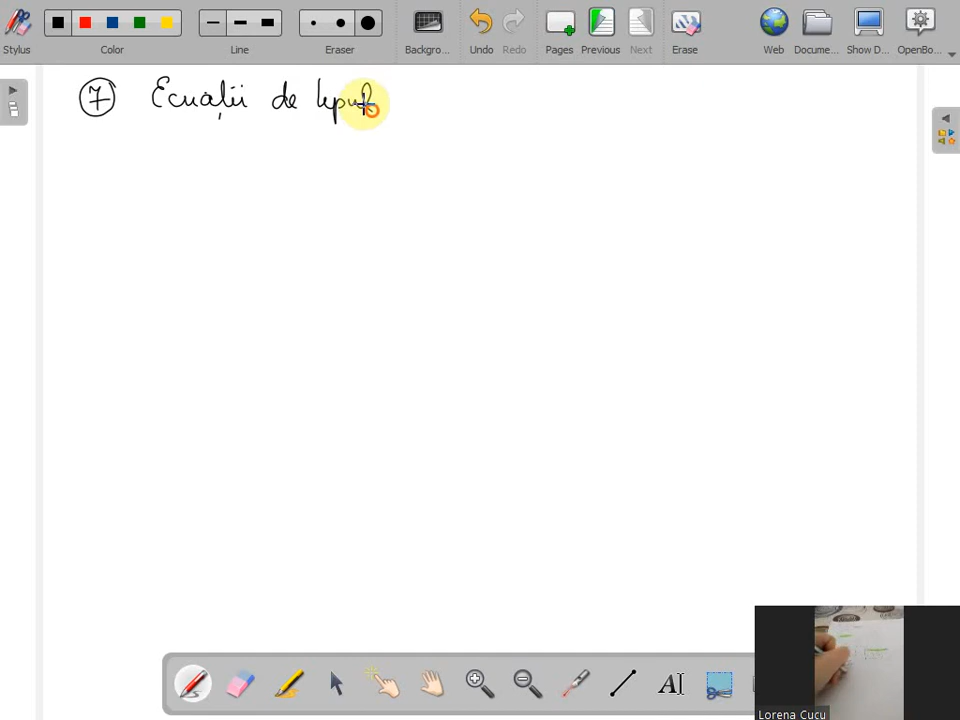 Stylus
Color
Line
Eraser
Backgro...
Undo
Redo
Pages
Previous
Next
Erase
Web
Docume...
Show D...
OpenBo...
⑦ Ecuații de
Lorena Cucu